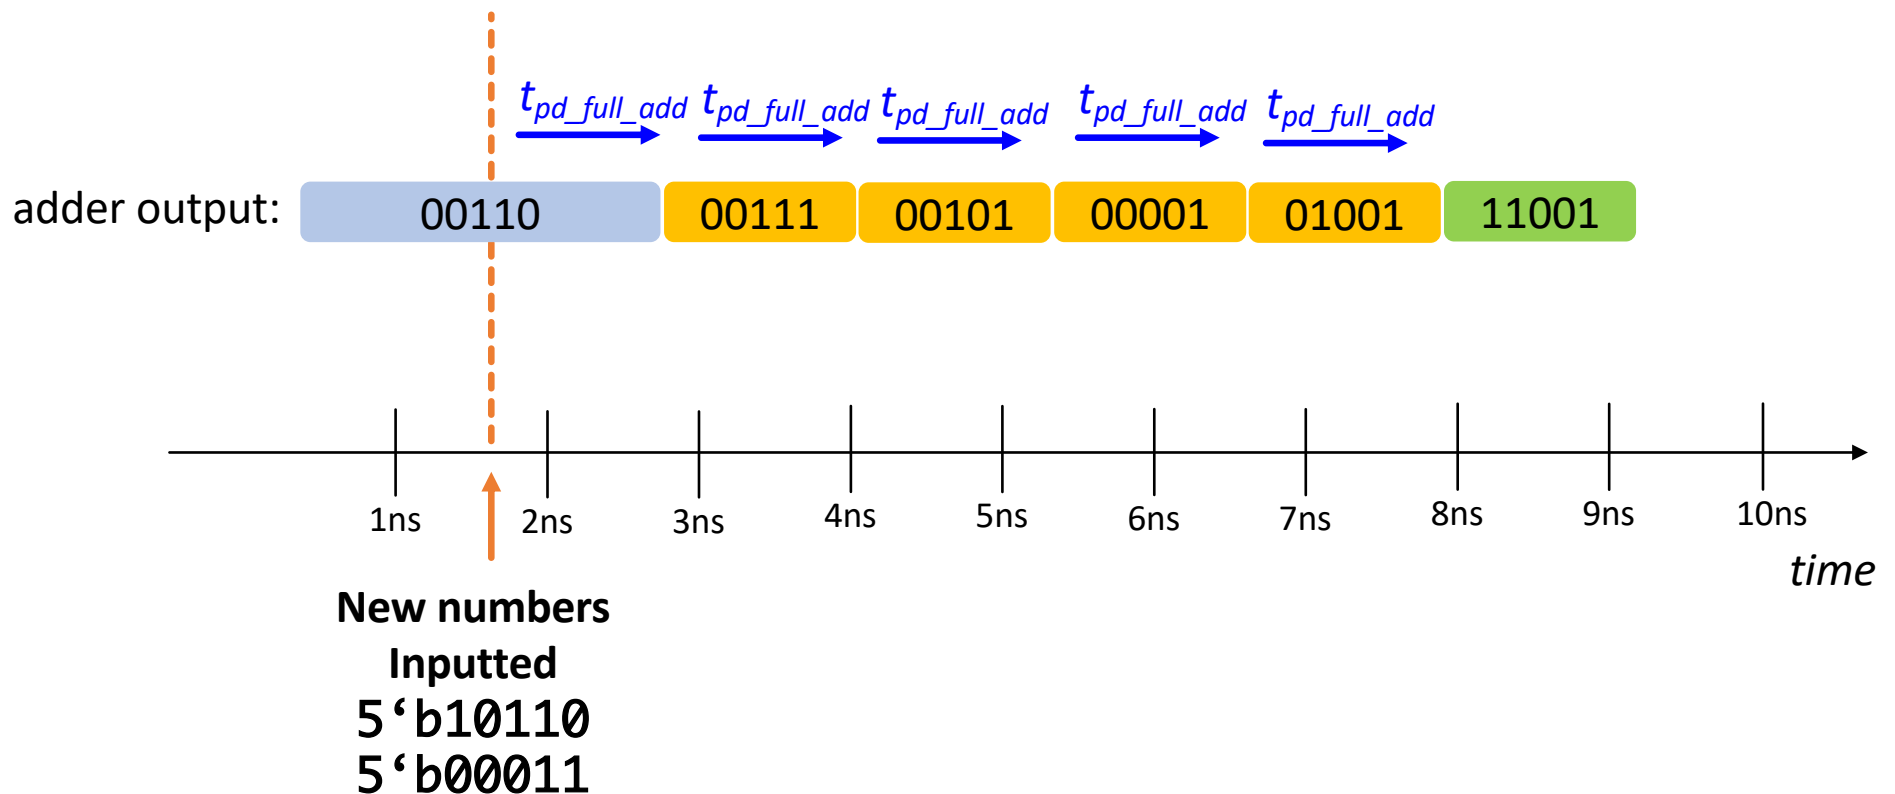 t_pd_full_add t_pd_full_add t_pd_full_add t_pd_full_add t_pd_full_add
adder output: 00110 00111 00101 00001 01001 11001
1ns 2ns 3ns 4ns 5ns 6ns 7ns 8ns 9ns 10ns
time
New numbers
Inputted
5‘b10110
5‘b00011